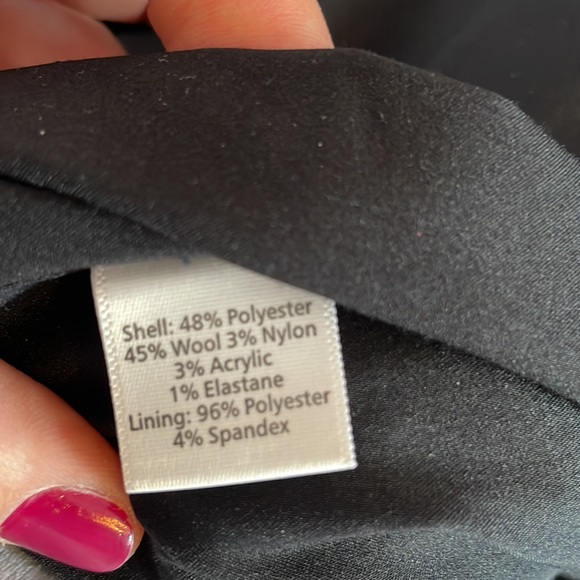 Shell: 48% Polyester
45% Wool 3% Nylon
3% Acrylic
1% Elastane
Lining: 96% Polyester
4% Spandex